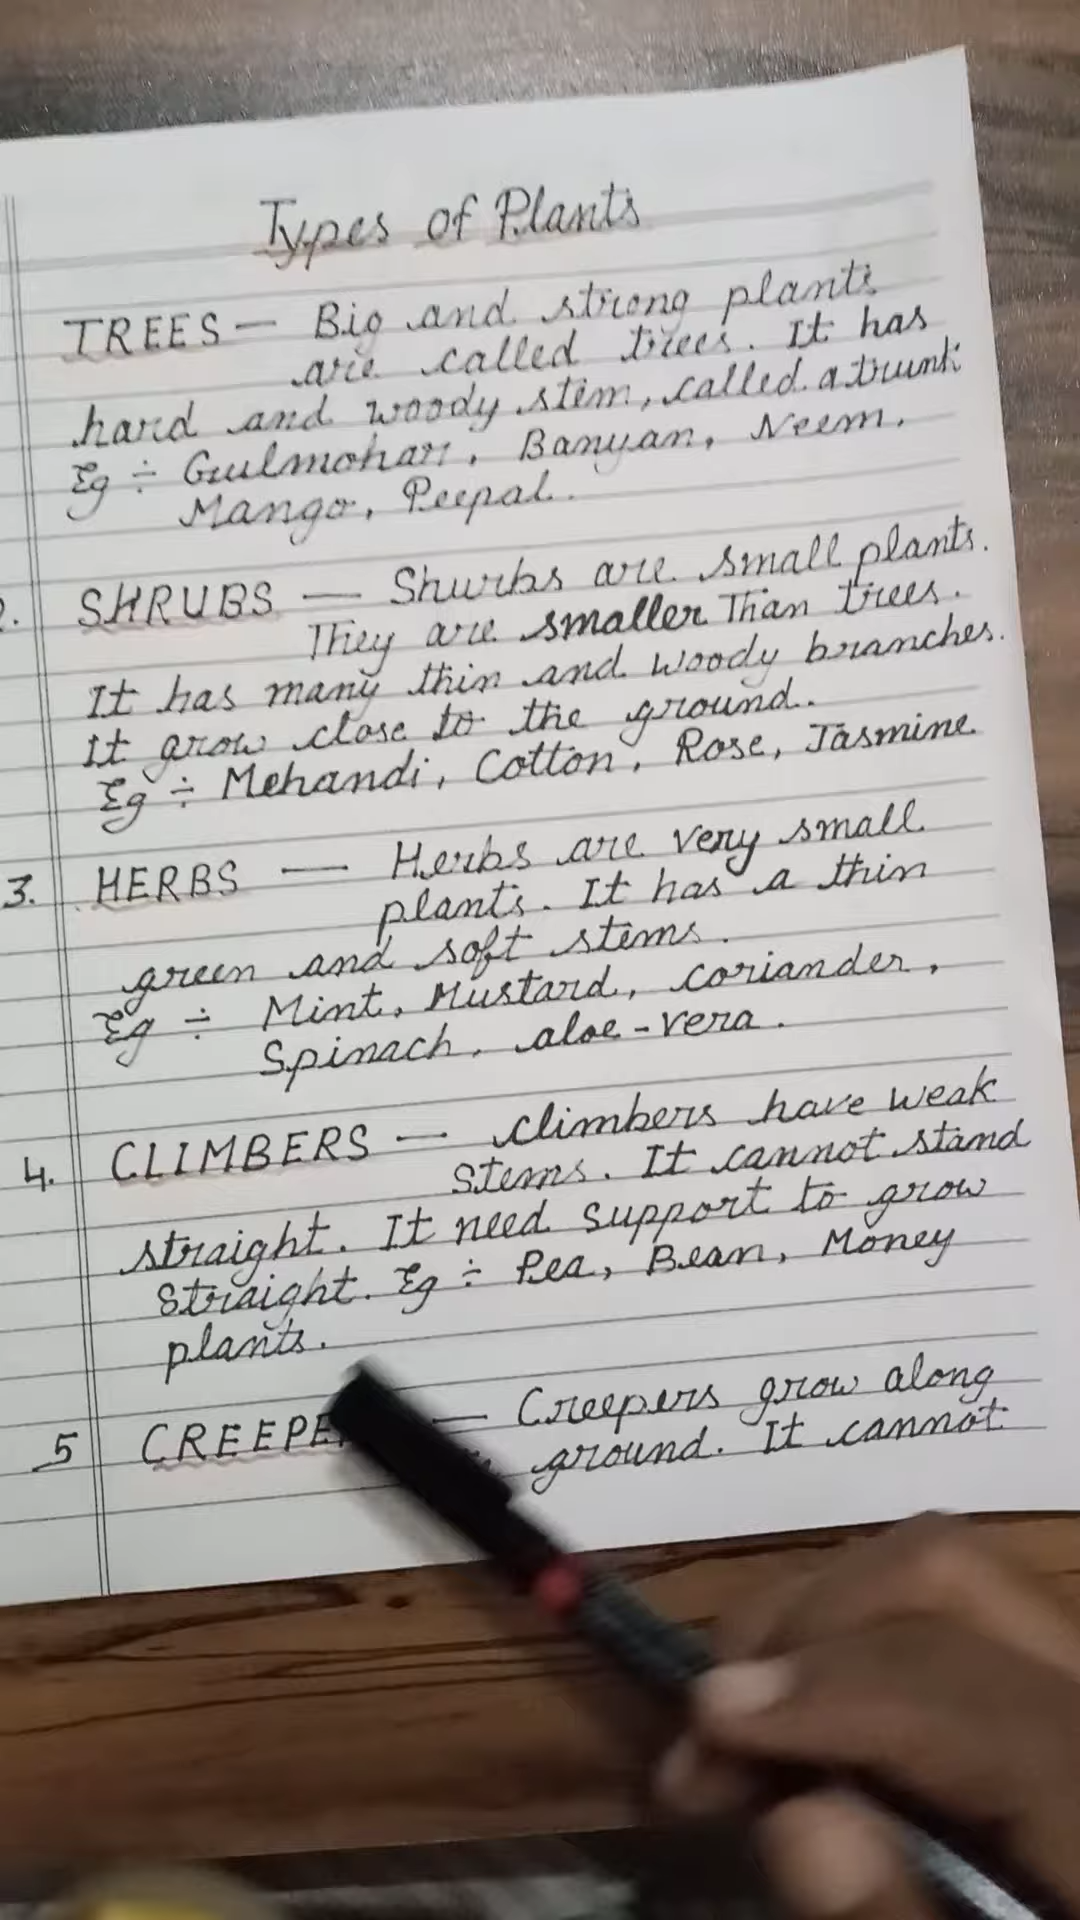 Types of Plants
TREES — Big and strong plants
are called trees. It has
hard and woody stem, called a trunk
Eg ÷ Gulmohar, Banyan, Neem,
Mango, Peepal.
SHRUBS — Shurbs are small plants.
They are smaller Than trees.
It has many thin and woody branches.
It grow close to the ground.
Eg ÷ Mehandi, Cotton, Rose, Jasmine
3. HERBS — Herbs are very small
plants. It has a thin
green and soft stems.
Eg ÷ Mint, Mustard, coriander,
Spinach, aloe-vera.
4. CLIMBERS — climbers have weak
stems. It cannot stand
straight. It need support to grow
Straight. Eg ÷ Pea, Bean, Money
plants.
5 CREEPE — Creepers grow along
ground. It cannot